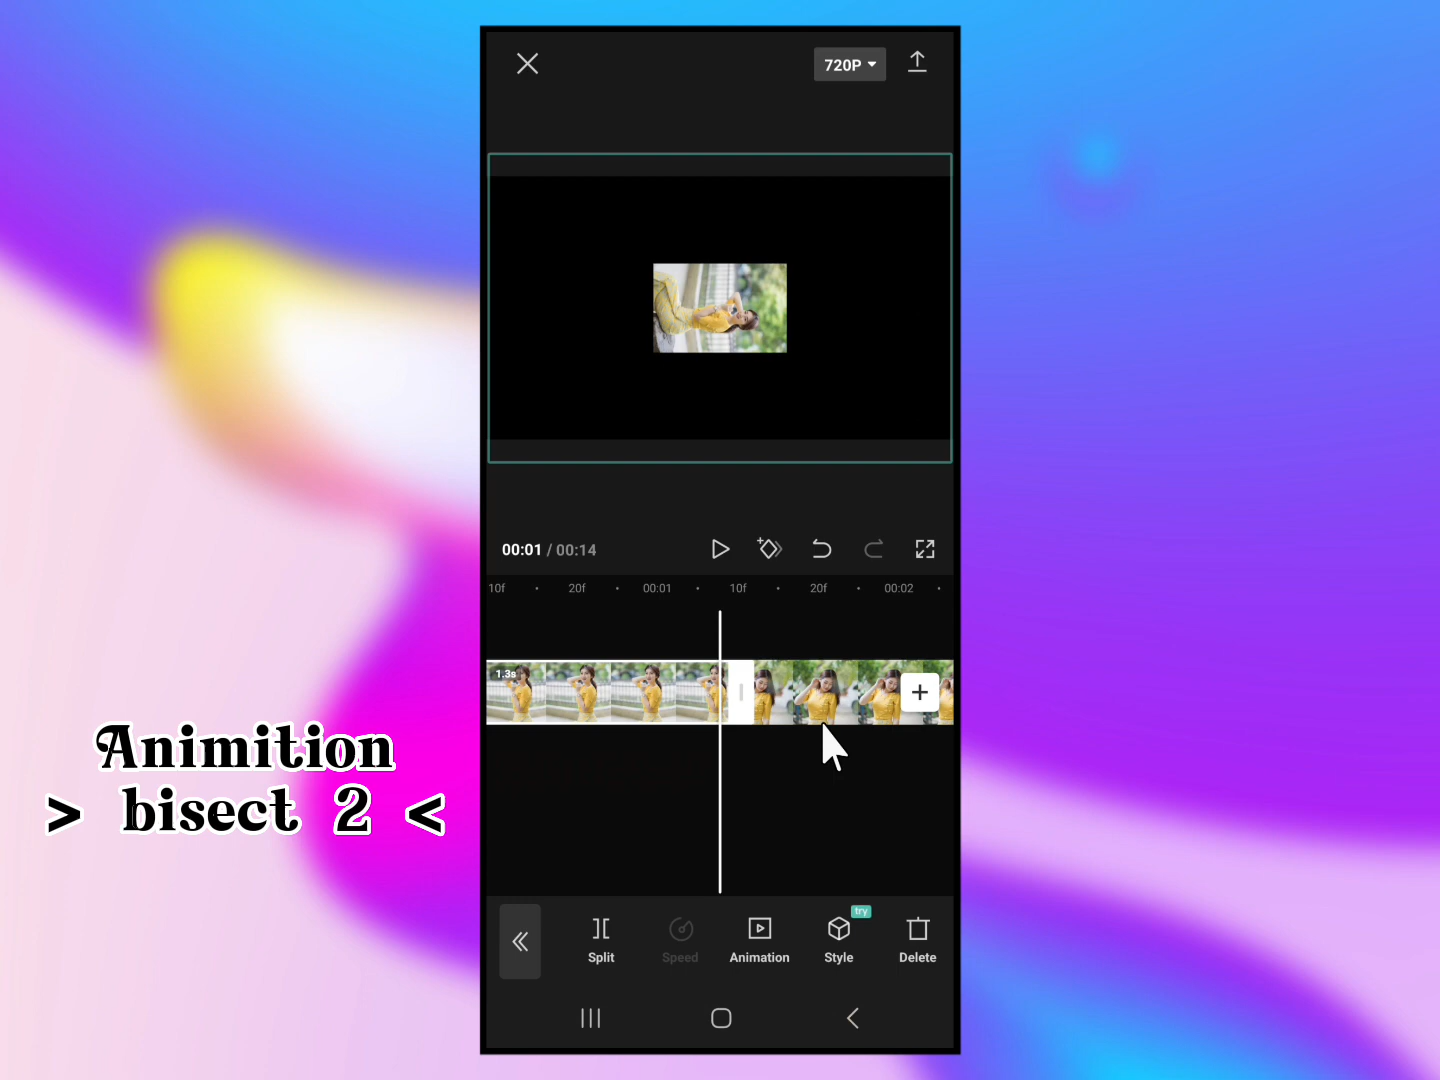 720P
00:01 / 00:14
10f 20f 00:01 10f 20f 00:02
1.3s
Animition
> bisect 2 <
try
Split Speed Animation Style Delete